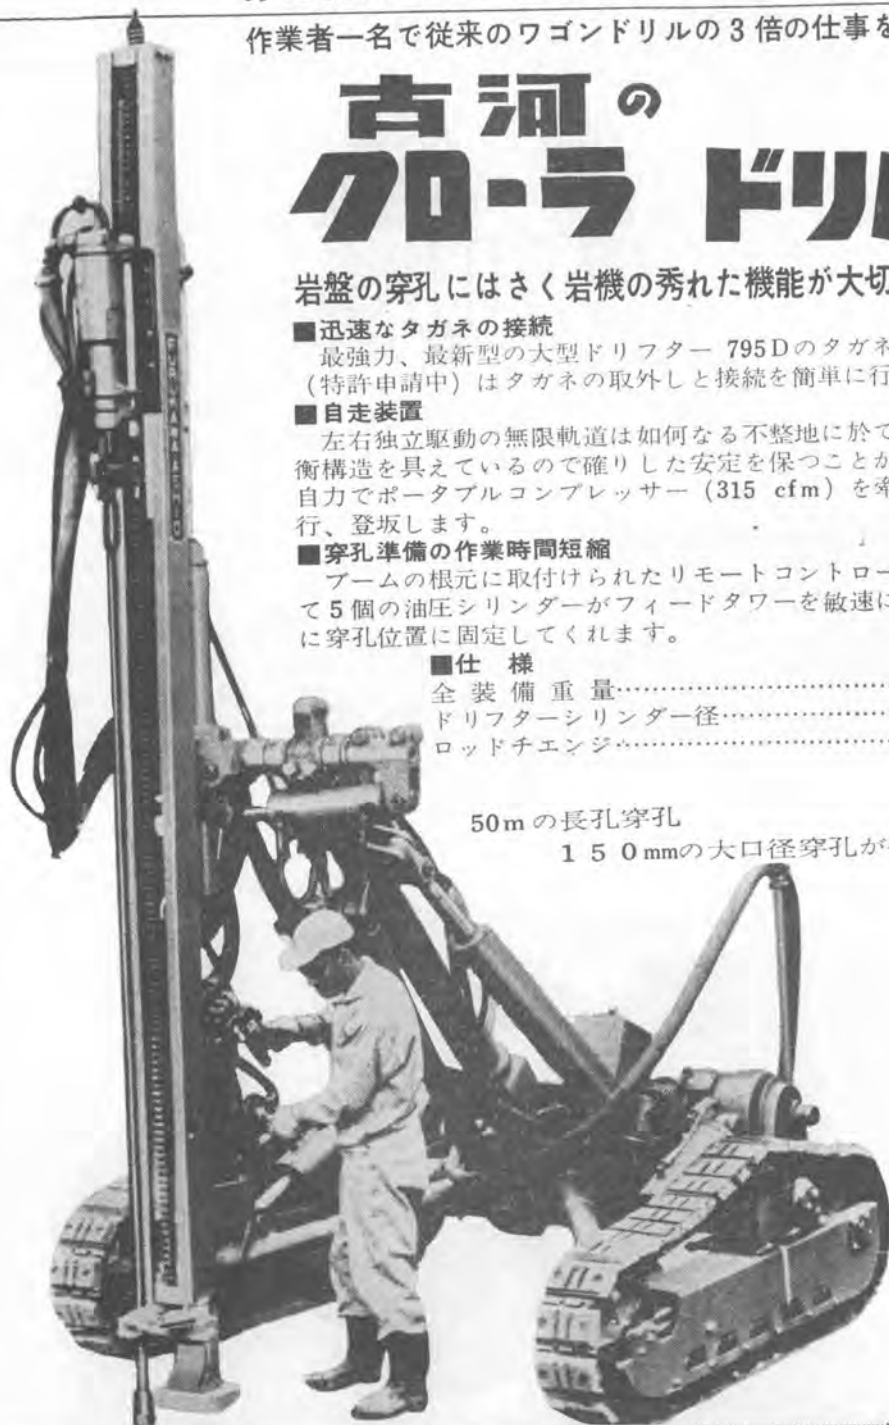 作業者一名で従来のワゴンドリルの3倍の仕事を
古河の
クローラ ドリル
岩盤の穿孔にはさく岩機の秀れた機能が大切
■迅速なタガネの接続
最強力、最新型の大型ドリフター 795Dのタガネ
(特許申請中)はタガネの取外しと接続を簡単に行
■自走装置
左右独立駆動の無限軌道は如何なる不整地に於て
衡構造を具えているので確りした安定を保つことが
自力でポータブルコンプレッサー (315 cfm) を牽
行、登坂します。
■穿孔準備の作業時間短縮
ブームの根元に取付けられたリモートコントロー
て5個の油圧シリンダーがフィードタワーを敏速に
に穿孔位置に固定してくれます。
■仕 様
全装備重量……………………………
ドリフターシリンダー径………………
ロッドチエンジ…………………………
50mの長孔穿孔
150mmの大口径穿孔が
FURUKAWA ASHIO